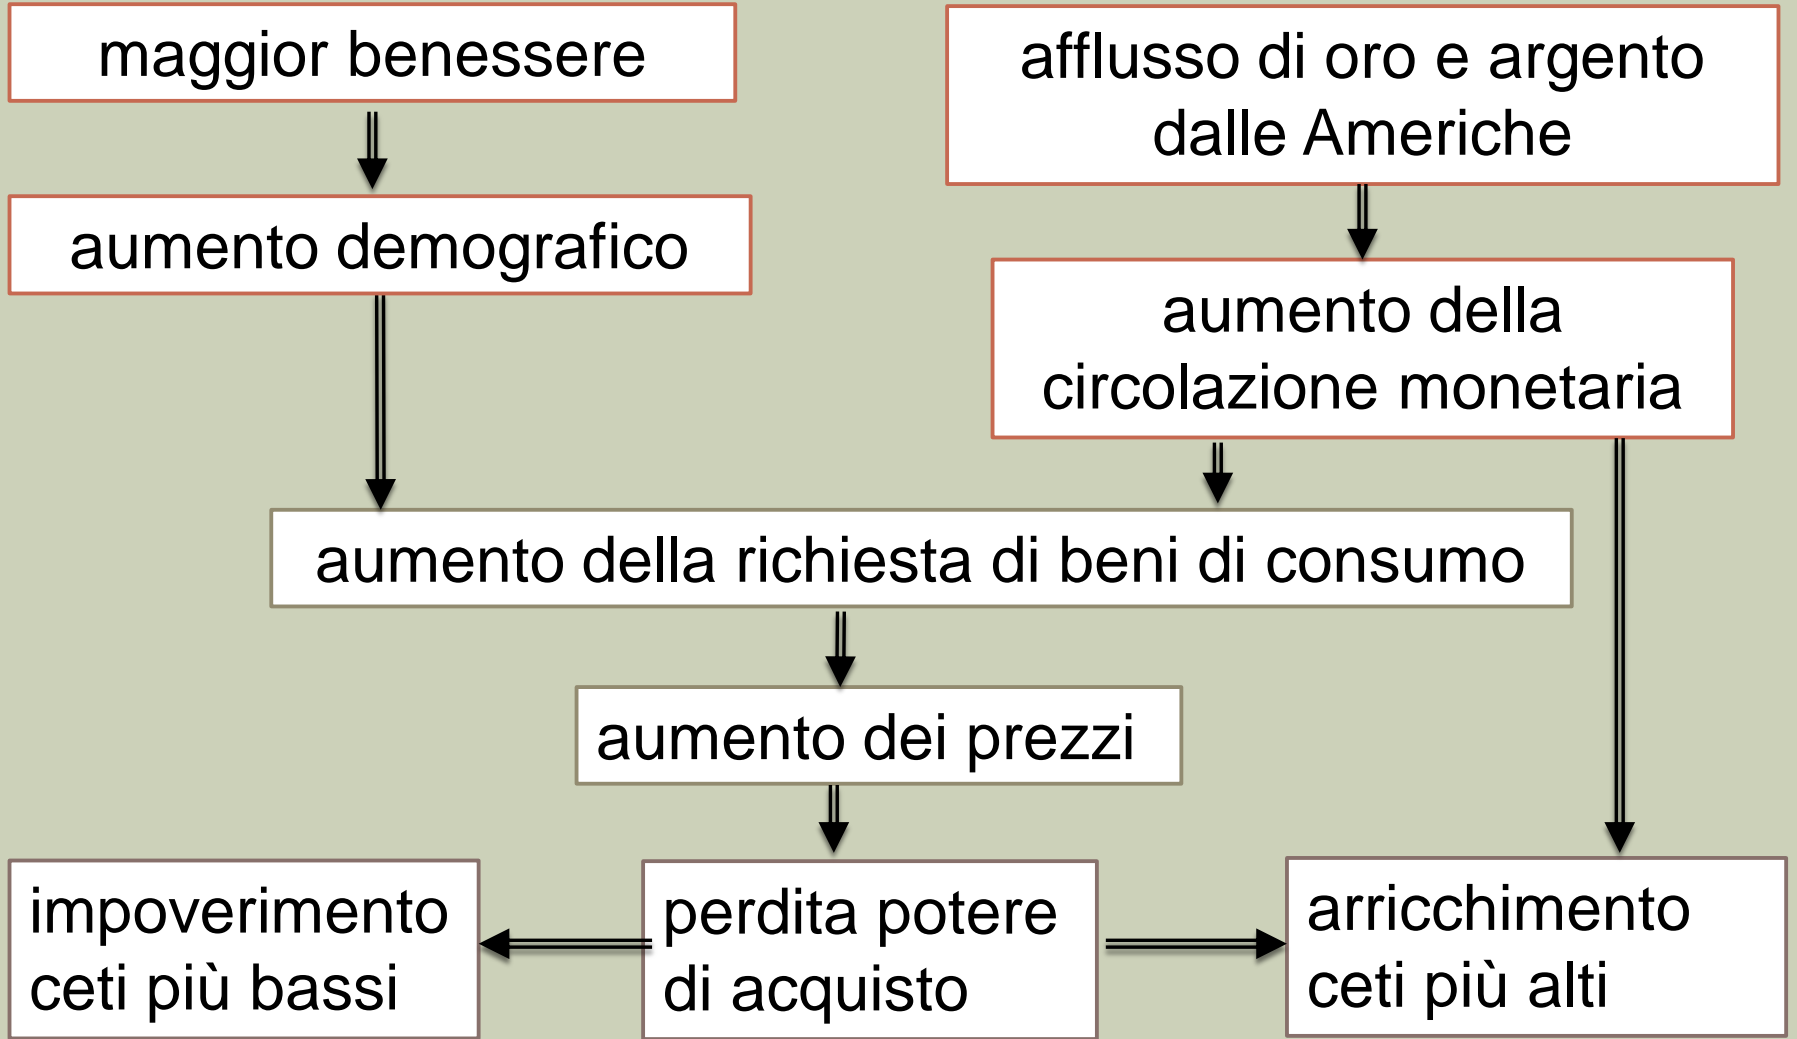 maggior benessere
afflusso di oro e argento
dalle Americhe
aumento demografico
aumento della
circolazione monetaria
aumento della richiesta di beni di consumo
aumento dei prezzi
impoverimento
ceti più bassi
perdita potere
di acquisto
arricchimento
ceti più alti